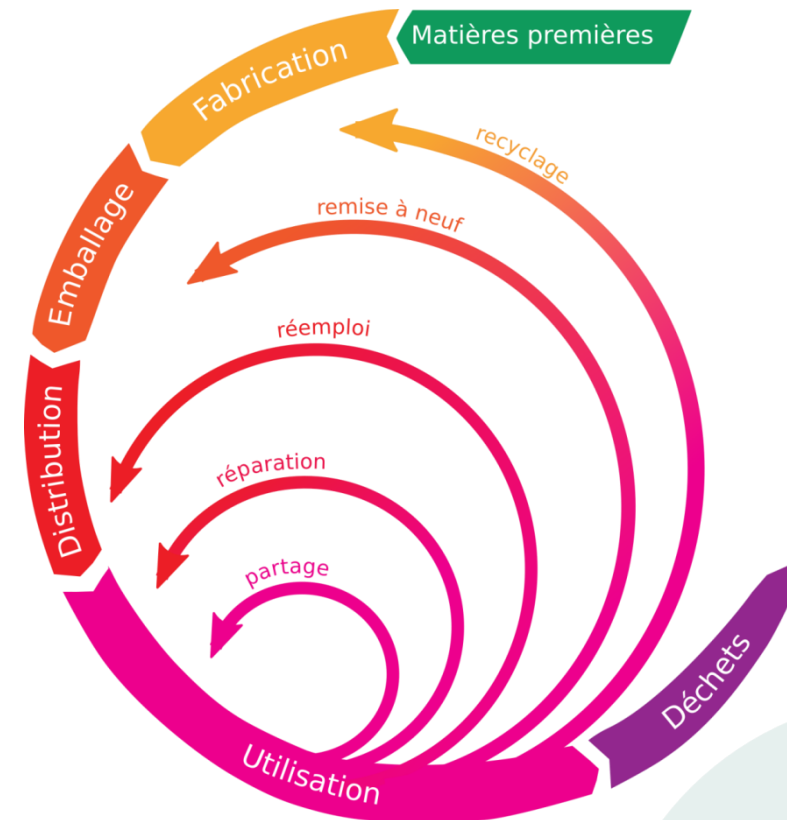 Matières premières
Fabrication
recyclage
remise à neuf
Emballage
réemploi
Distribution
réparation
partage
Déchets
Utilisation